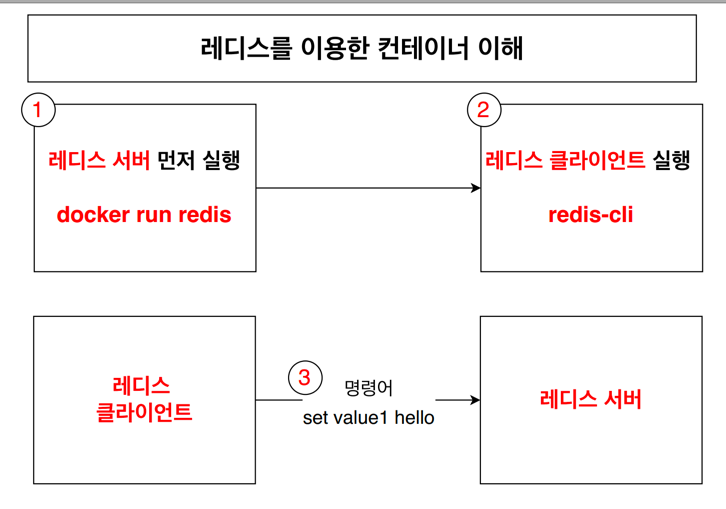 레디스를 이용한 컨테이너 이해
1
레디스 서버 먼저 실행
docker run redis
2
레디스 클라이언트 실행
redis-cli
레디스
클라이언트
3
명령어
set value1 hello
레디스 서버